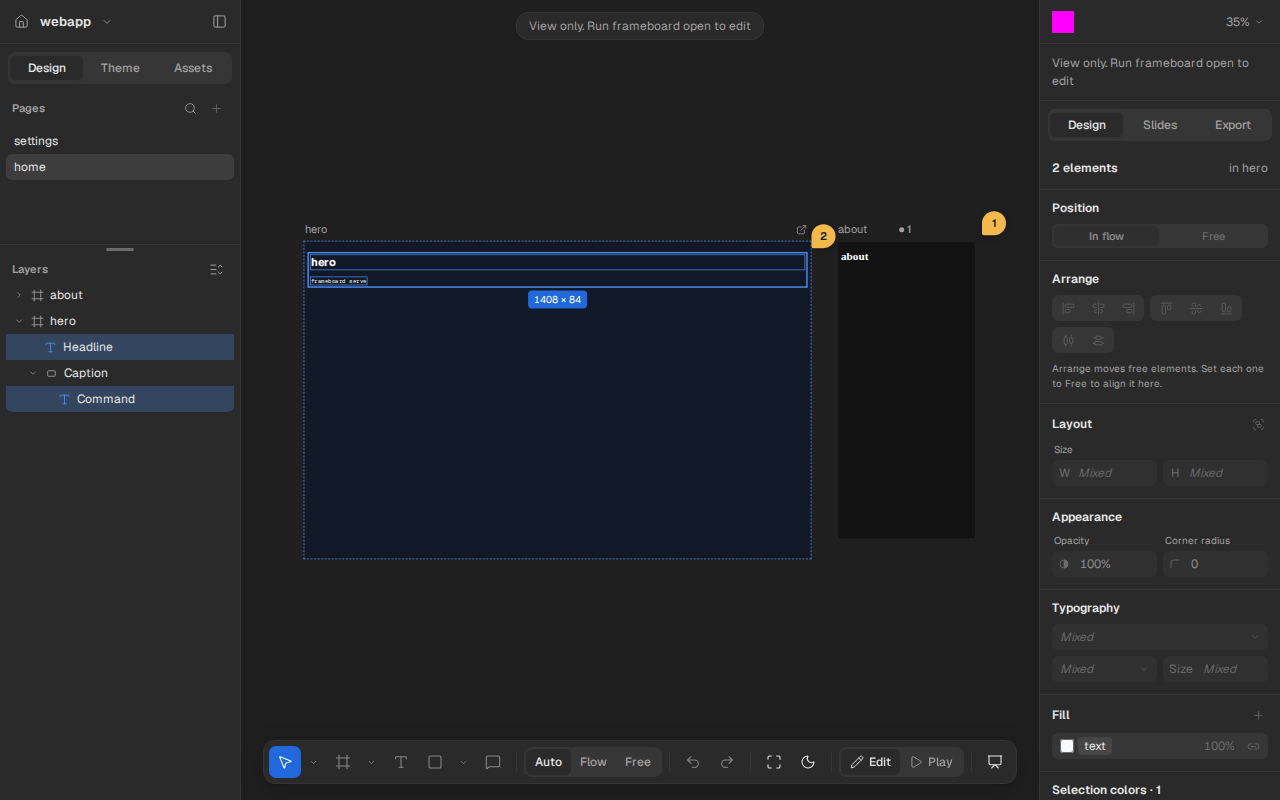 webapp
Design
Theme
Assets
Pages
settings
home
Layers
about
hero
Headline
Caption
Command
View only. Run frameboard open to edit
hero
2
about
1
1
hero
frameboard serve
about
1408 × 84
Auto
Flow
Free
Edit
Play
35%
View only. Run frameboard open to
edit
Design
Slides
Export
2 elements
in hero
Position
In flow
Free
Arrange
Arrange moves free elements. Set each one
to Free to align it here.
Layout
Size
W Mixed
H Mixed
Appearance
Opacity
Corner radius
100%
0
Typography
Mixed
Mixed
Size Mixed
Fill
text
100%
Selection colors · 1